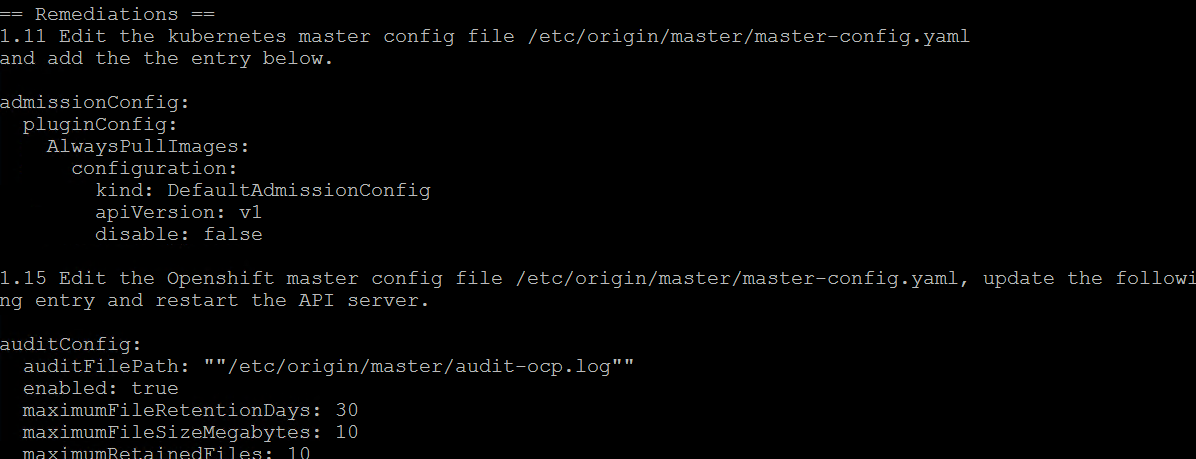 == Remediations ==
1.11 Edit the kubernetes master config file /etc/origin/master/master-config.yaml
and add the the entry below.

admissionConfig:
  pluginConfig:
    AlwaysPullImages:
      configuration:
        kind: DefaultAdmissionConfig
        apiVersion: v1
        disable: false

1.15 Edit the Openshift master config file /etc/origin/master/master-config.yaml, update the followi
ng entry and restart the API server.

auditConfig:
  auditFilePath: ""/etc/origin/master/audit-ocp.log""
  enabled: true
  maximumFileRetentionDays: 30
  maximumFileSizeMegabytes: 10
  maximumRetainedFiles: 10